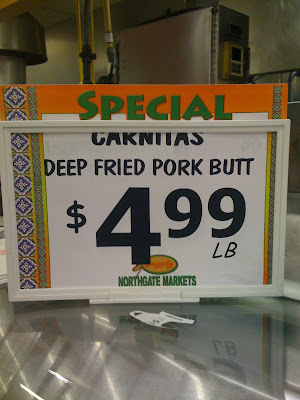 SPECIAL
CARNITAS
DEEP FRIED PORK BUTT
$4.99
LB
NORTHGATE MARKETS